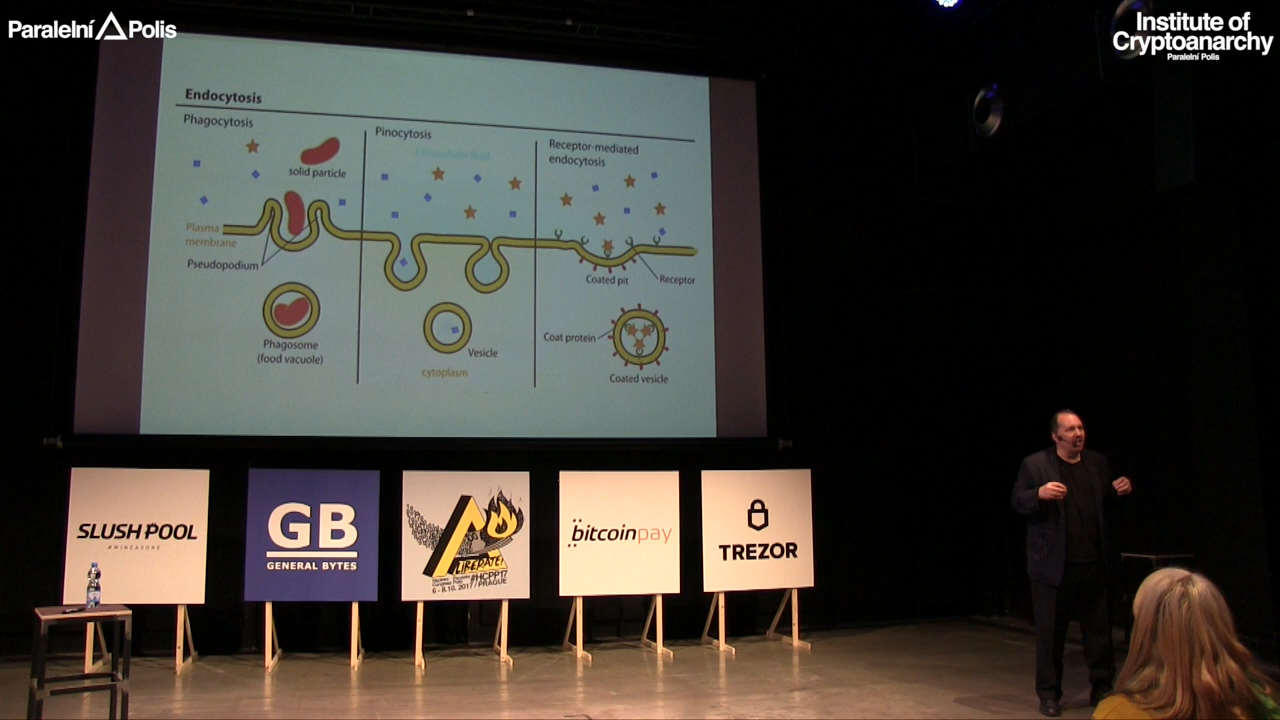 Paralelní Polis
Institute of
Cryptoanarchy
Paralelní Polis
Endocytosis
Phagocytosis
solid particle
Plasma
membrane
Pseudopodium
Phagosome
(food vacuole)
Pinocytosis
Extracellular fluid
Vesicle
cytoplasm
Receptor-mediated
endocytosis
Coated pit
Receptor
Coat protein
Coated vesicle
SLUSH POOL
GB
GENERAL BYTES
LIBERATE!
#HCPP17
6 - 8.10. 2017 / PRAGUE
bitcoinpay
TREZOR